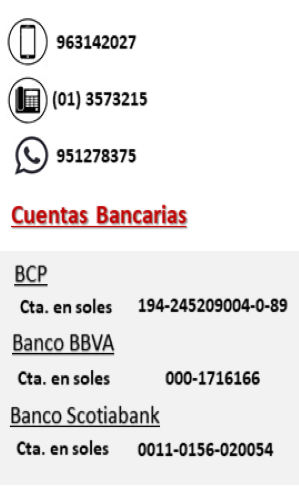 963142027
(01) 3573215
951278375
Cuentas Bancarias
BCP
Cta. en soles 194-245209004-0-89
Banco BBVA
Cta. en soles 000-1716166
Banco Scotiabank
Cta. en soles 0011-0156-020054